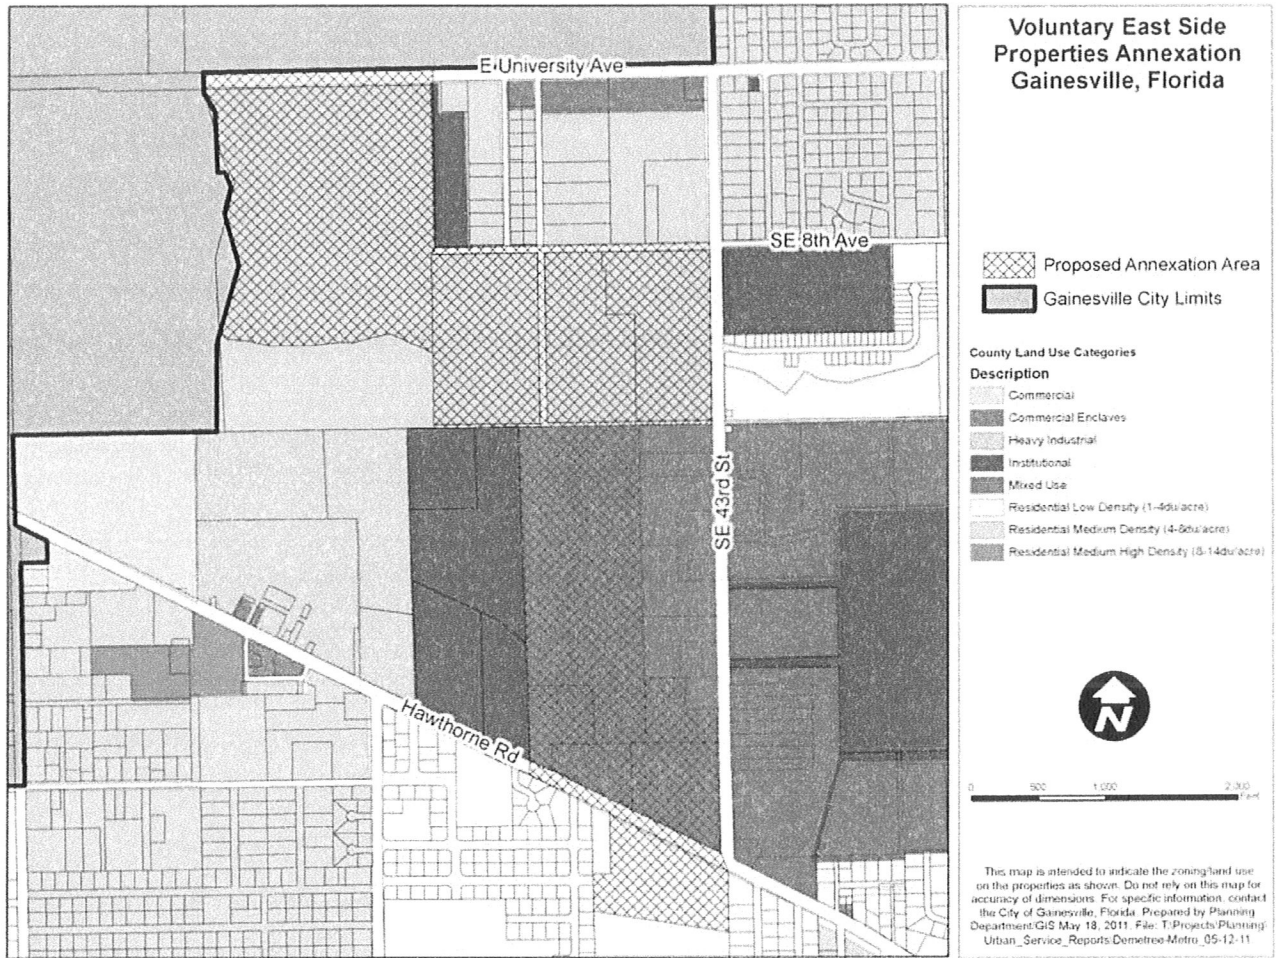 Voluntary East Side
Properties Annexation
Gainesville, Florida
E University Ave
SE 8th Ave
SE 43rd St
Hawthorne Rd
Proposed Annexation Area
Gainesville City Limits
County Land Use Categories
Description
Commercial
Commercial Enclaves
Heavy Industrial
Institutional
Mixed Use
Residential Low Density (1-4du/acre)
Residential Medium Density (4-8du/acre)
Residential Medium High Density (8-14du/acre)
N
0 500 1,000 2,000
Feet
This map is intended to indicate the zoning/land use
on the properties as shown. Do not rely on this map for
accuracy of dimensions. For specific information, contact
the City of Gainesville, Florida. Prepared by Planning
Department/GIS May 18, 2011. File: T:\Projects\Planning\
Urban_Service_Reports\Demetree-Metro_05-12-11